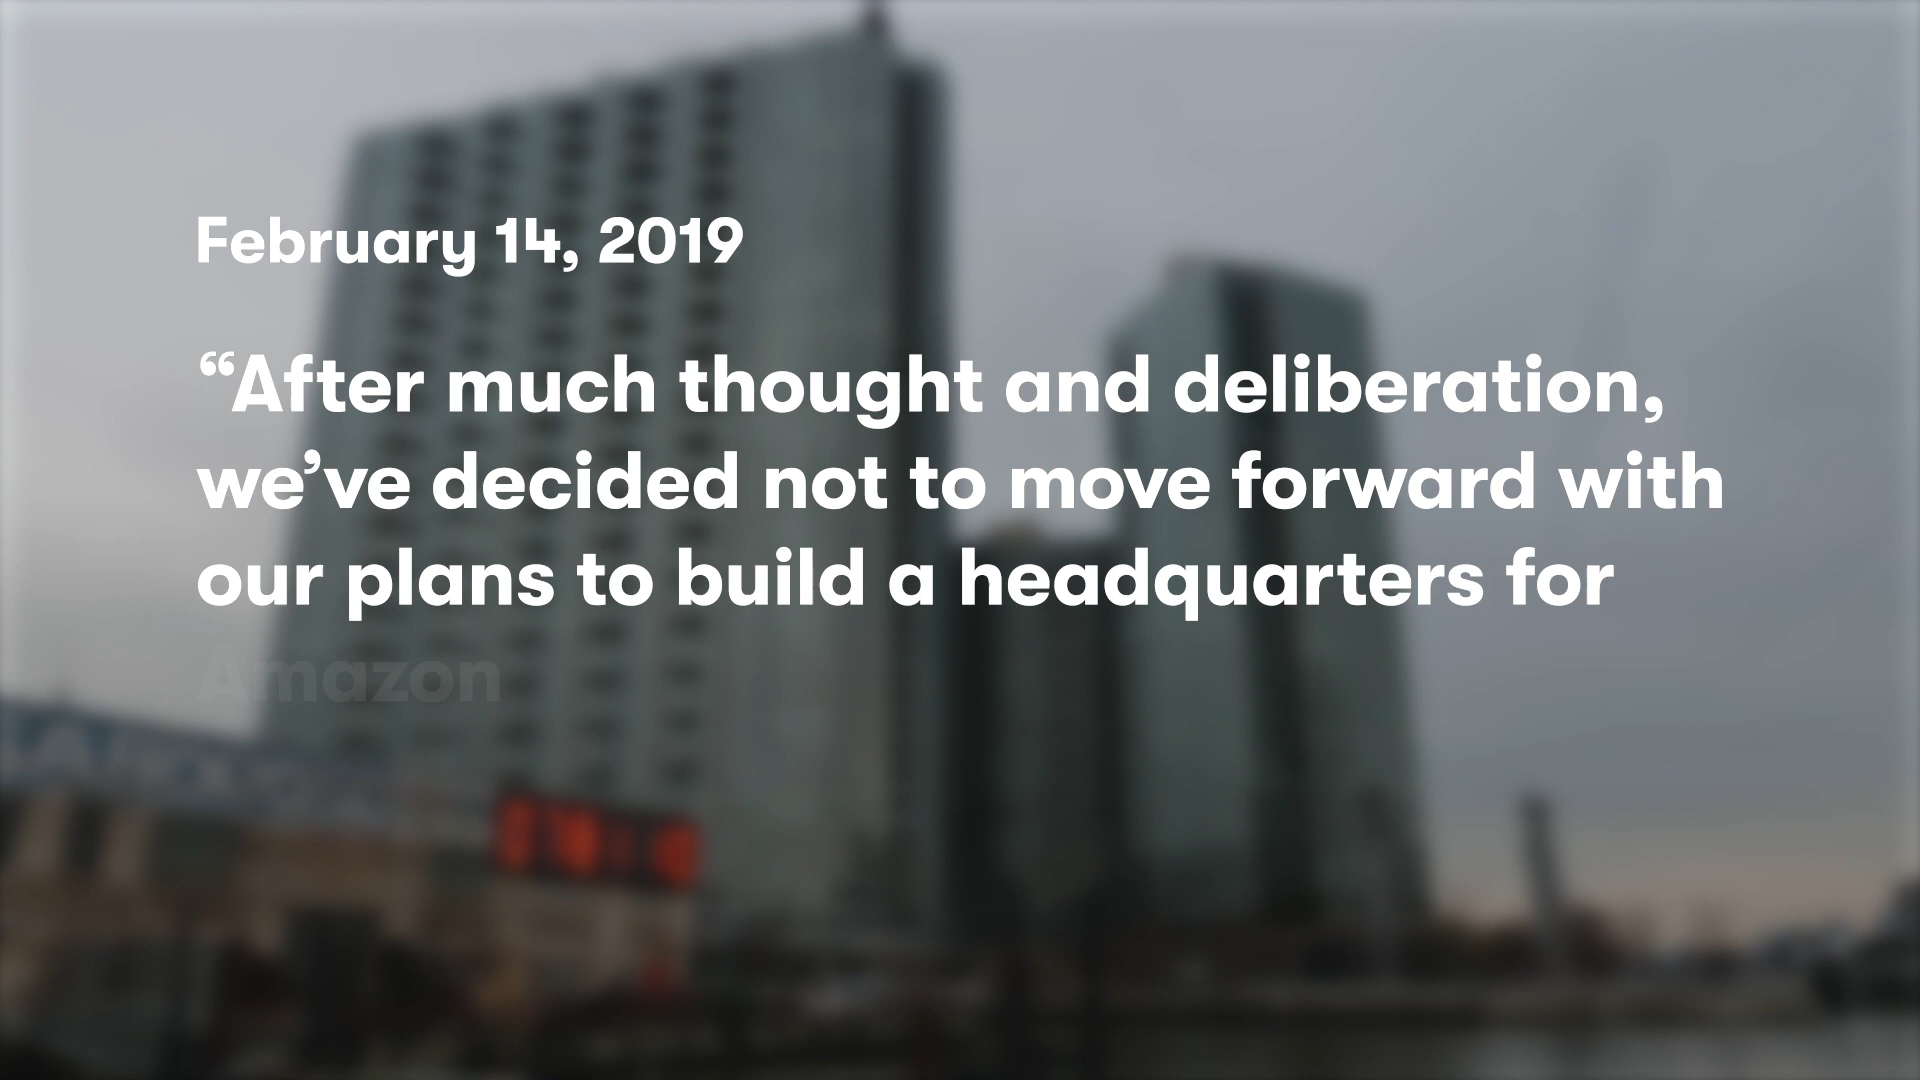 February 14, 2019
“After much thought and deliberation,
we’ve decided not to move forward with
our plans to build a headquarters for
Amazon